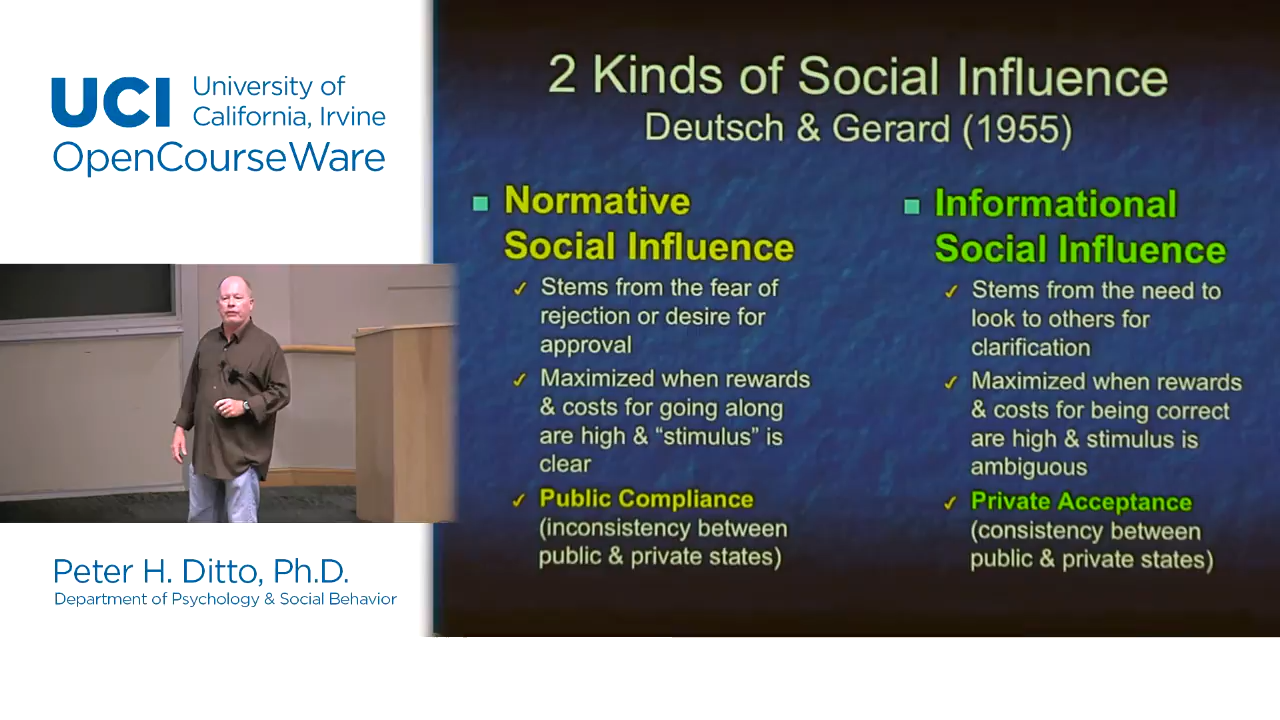 UCI University of
California, Irvine
OpenCourseWare
2 Kinds of Social Influence
Deutsch & Gerard (1955)
Normative
Social Influence
Stems from the fear of
rejection or desire for
approval
Maximized when rewards
& costs for going along
are high & “stimulus” is
clear
Public Compliance
(inconsistency between
public & private states)
Informational
Social Influence
Stems from the need to
look to others for
clarification
Maximized when rewards
& costs for being correct
are high & stimulus is
ambiguous
Private Acceptance
(consistency between
public & private states)
Peter H. Ditto, Ph.D.
Department of Psychology & Social Behavior